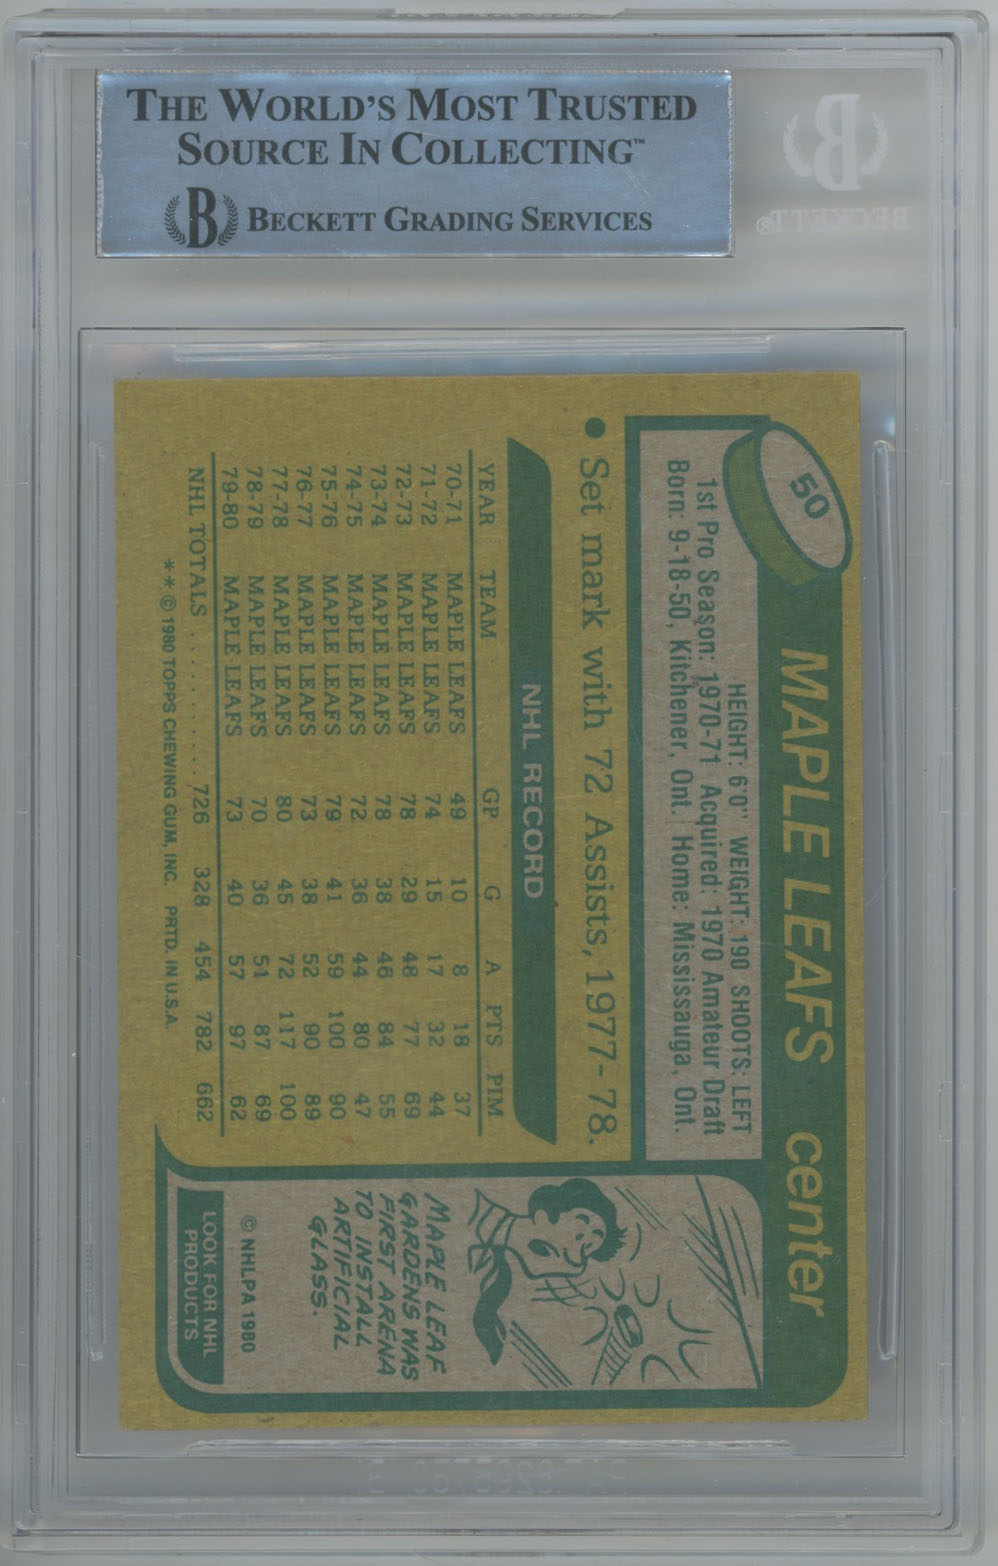 THE WORLD'S MOST TRUSTED
SOURCE IN COLLECTING™
B BECKETT GRADING SERVICES
B
BECKETT®
50
MAPLE LEAFS center
HEIGHT: 6'0" WEIGHT: 190 SHOOTS: LEFT
1st Pro Season: 1970-71 Acquired: 1970 Amateur Draft
Born: 9-18-50, Kitchener, Ont. Home: Mississauga, Ont.
● Set mark with 72 Assists, 1977-78.
NHL RECORD
YEAR TEAM GP G A PTS PIM
70-71 MAPLE LEAFS 49 10 8 18 37
71-72 MAPLE LEAFS 74 15 17 32 44
72-73 MAPLE LEAFS 78 29 48 77 69
73-74 MAPLE LEAFS 78 38 46 84 55
74-75 MAPLE LEAFS 72 36 44 80 47
75-76 MAPLE LEAFS 79 41 59 100 90
76-77 MAPLE LEAFS 73 38 52 90 89
77-78 MAPLE LEAFS 80 45 72 117 100
78-79 MAPLE LEAFS 70 36 51 87 69
79-80 MAPLE LEAFS 73 40 57 97 62
NHL TOTALS . . . . . . . . . . 726 328 454 782 662
**© 1980 TOPPS CHEWING GUM, INC. PRTD. IN U.S.A.
MAPLE LEAF
GARDENS WAS
FIRST ARENA
TO INSTALL
ARTIFICIAL
GLASS.
© NHLPA 1980
LOOK FOR NHL
PRODUCTS